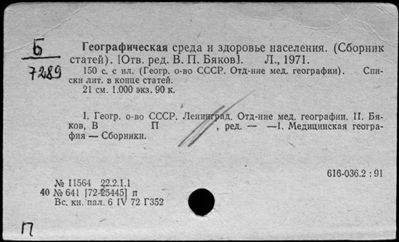 Б
7289
Географическая среда и здоровье населения. (Сборник
статей). [Отв. ред. В. П. Бяков]. Л., 1971.
150 с. с ил. (Геогр. о-во СССР. Отд-ние мед. географии). Спи-
ски лит. в конце статей.
21 см. 1.000 экз. 90 к.
I. Геогр. о-во СССР. Ленинград. Отд-ние мед. географии. II. Бя-
ков, В П , ред. — —I. Медицинская геогра-
фия — Сборники.
616-036.2 : 91
№ 11564 22.2.1.1
40 № 641 [72-25445] п
Вс. кн. пал. 6 IV 72 Г352
П